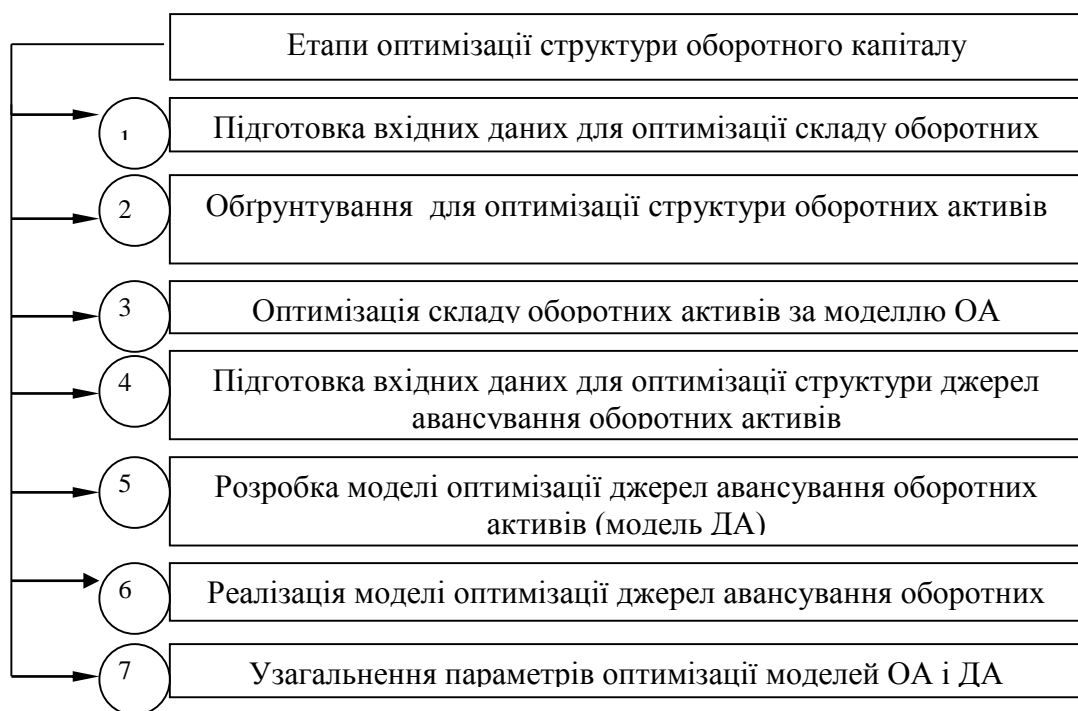 Етапи оптимізації структури оборотного капіталу
1
Підготовка вхідних даних для оптимізації складу оборотних
2
Обґрунтування для оптимізації структури оборотних активів
3
Оптимізація складу оборотних активів за моделлю ОА
4
Підготовка вхідних даних для оптимізації структури джерел
авансування оборотних активів
5
Розробка моделі оптимізації джерел авансування оборотних
активів (модель ДА)
6
Реалізація моделі оптимізації джерел авансування оборотних
7
Узагальнення параметрів оптимізації моделей ОА і ДА